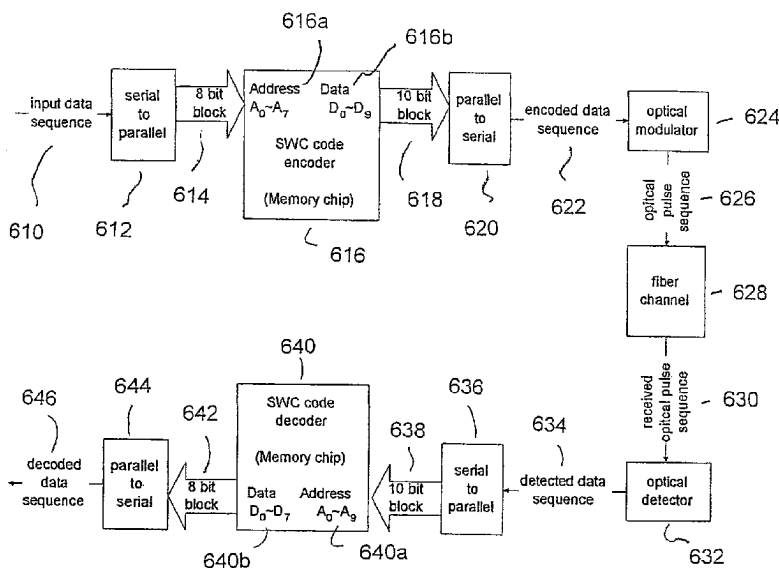 616a
616b
input data
sequence
serial
to
parallel
8 bit
block
Address
A0~A7
Data
D0~D9
SWC code
encoder
(Memory chip)
10 bit
block
parallel
to
serial
encoded data
sequence
optical
modulator
624
610
612
614
616
618
620
622
opitcal
pulse
sequence
626
fiber
channel
628
received
opitcal pulse
sequence
630
646
644
642
640
638
636
634
decoded data
sequence
parallel
to
serial
8 bit
block
SWC code
decoder
(Memory chip)
Data
D0~D7
Address
A0~A9
10 bit
block
serial
to
parallel
detected data
sequence
optical
detector
640b
640a
632